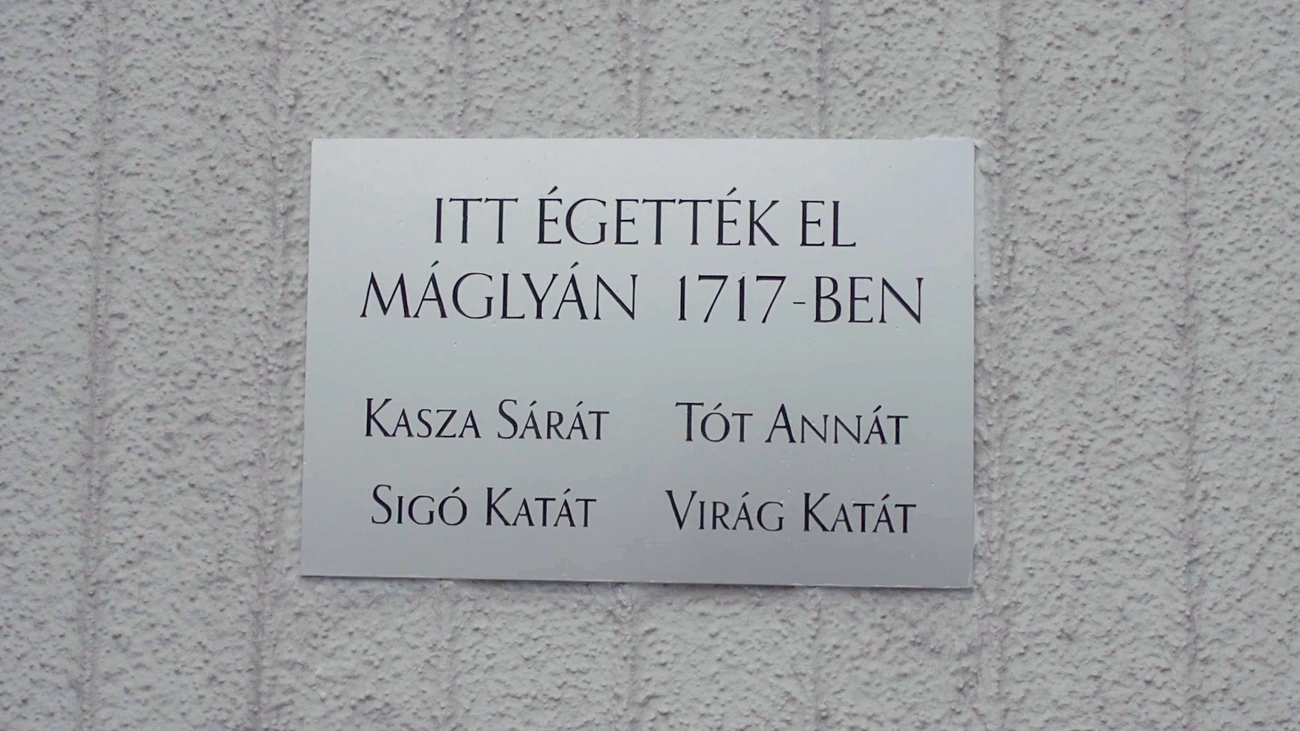 ITT ÉGETTÉK EL
MÁGLYÁN 1717-BEN
KASZA SÁRÁT TÓT ANNÁT
SIGÓ KATÁT VIRÁG KATÁT